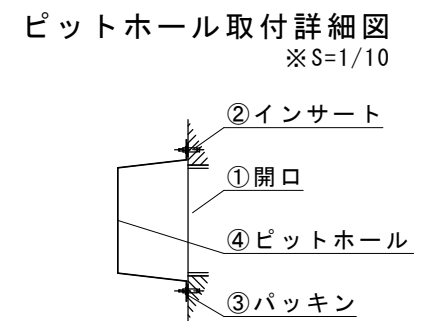 ピットホール取付詳細図
※S=1/10
②インサート
①開口
④ピットホール
③パッキン